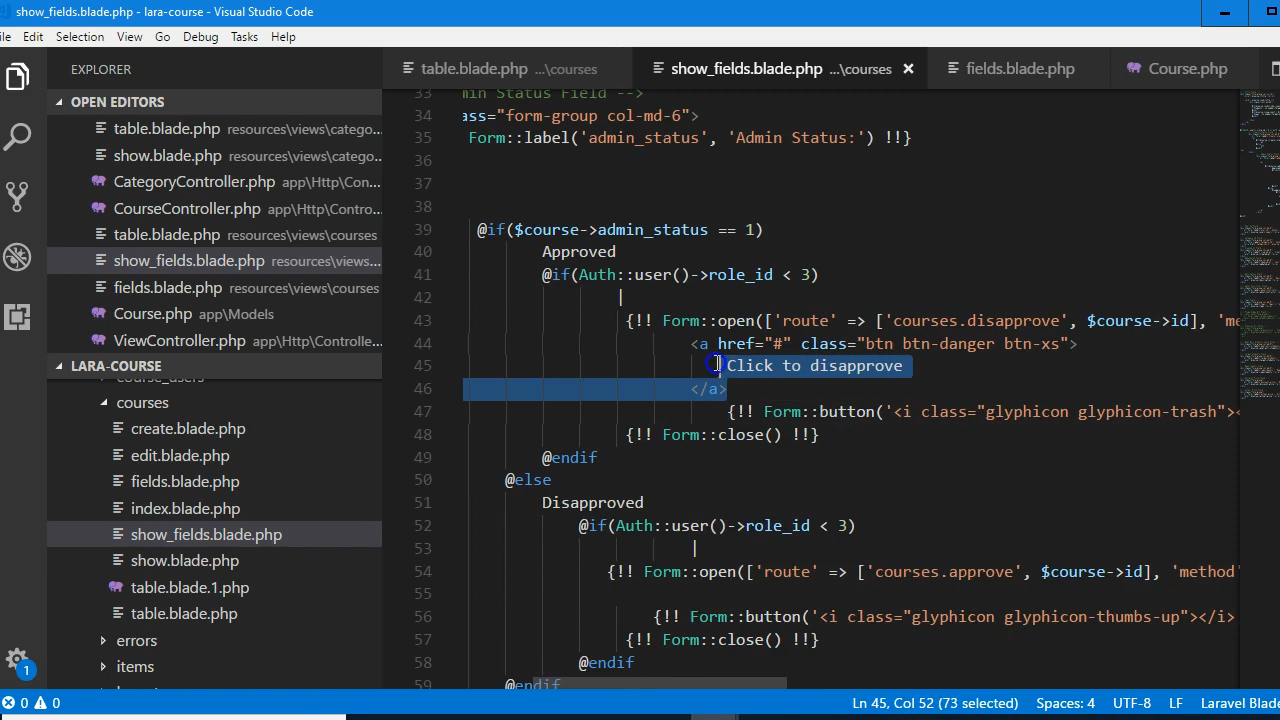 show_fields.blade.php - lara-course - Visual Studio Code
ile Edit Selection View Go Debug Tasks Help
EXPLORER
OPEN EDITORS
table.blade.php resources\views\catego...
show.blade.php resources\views\catego...
CategoryController.php app\Http\Con...
CourseController.php app\Http\Contro...
table.blade.php resources\views\courses
show_fields.blade.php resources\views...
fields.blade.php resources\views\courses
Course.php app\Models
ViewController.php app\Http\Controlle...
LARA-COURSE
courses
create.blade.php
edit.blade.php
fields.blade.php
index.blade.php
show_fields.blade.php
show.blade.php
table.blade.1.php
table.blade.php
errors
items
1
table.blade.php ...\courses show_fields.blade.php ...\courses fields.blade.php Course.php
33 min Status Field -->
34 ass="form-group col-md-6">
35 Form::label('admin_status', 'Admin Status:') !!}
36
37
38
39 @if($course->admin_status == 1)
40 Approved
41 @if(Auth::user()->role_id < 3)
42 |
43 {!! Form::open(['route' => ['courses.disapprove', $course->id], 'me
44 <a href="#" class="btn btn-danger btn-xs">
45 Click to disapprove
46 </a>
47 {!! Form::button('<i class="glyphicon glyphicon-trash"><
48 {!! Form::close() !!}
49 @endif
50 @else
51 Disapproved
52 @if(Auth::user()->role_id < 3)
53 |
54 {!! Form::open(['route' => ['courses.approve', $course->id], 'method'
56 {!! Form::button('<i class="glyphicon glyphicon-thumbs-up"></i>
57 {!! Form::close() !!}
58 @endif
59 @endif
0 0 Ln 45, Col 52 (73 selected) Spaces: 4 UTF-8 LF Laravel Blade